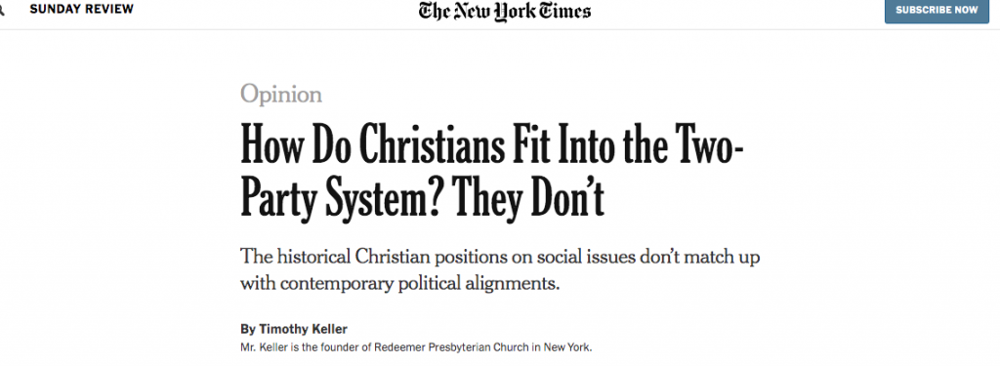 SUNDAY REVIEW
The New York Times
SUBSCRIBE NOW
Opinion
How Do Christians Fit Into the Two-
Party System? They Don’t
The historical Christian positions on social issues don’t match up
with contemporary political alignments.
By Timothy Keller
Mr. Keller is the founder of Redeemer Presbyterian Church in New York.